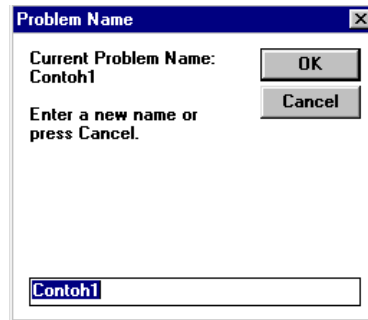 Problem Name
Current Problem Name:
Contoh1
Enter a new name or
press Cancel.
OK
Cancel
Contoh1